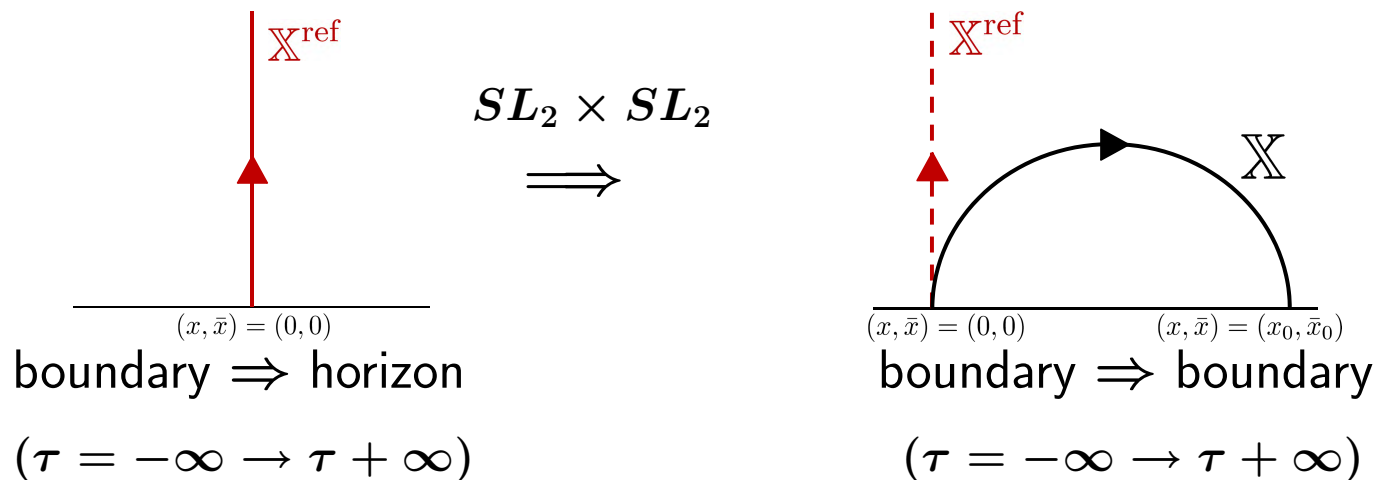 𝕏^ref
SL₂ × SL₂
⟹
(x, x̄) = (0, 0)
boundary ⇒ horizon
(τ = −∞ → τ + ∞)
𝕏^ref
𝕏
(x, x̄) = (0, 0)
(x, x̄) = (x₀, x̄₀)
boundary ⇒ boundary
(τ = −∞ → τ + ∞)